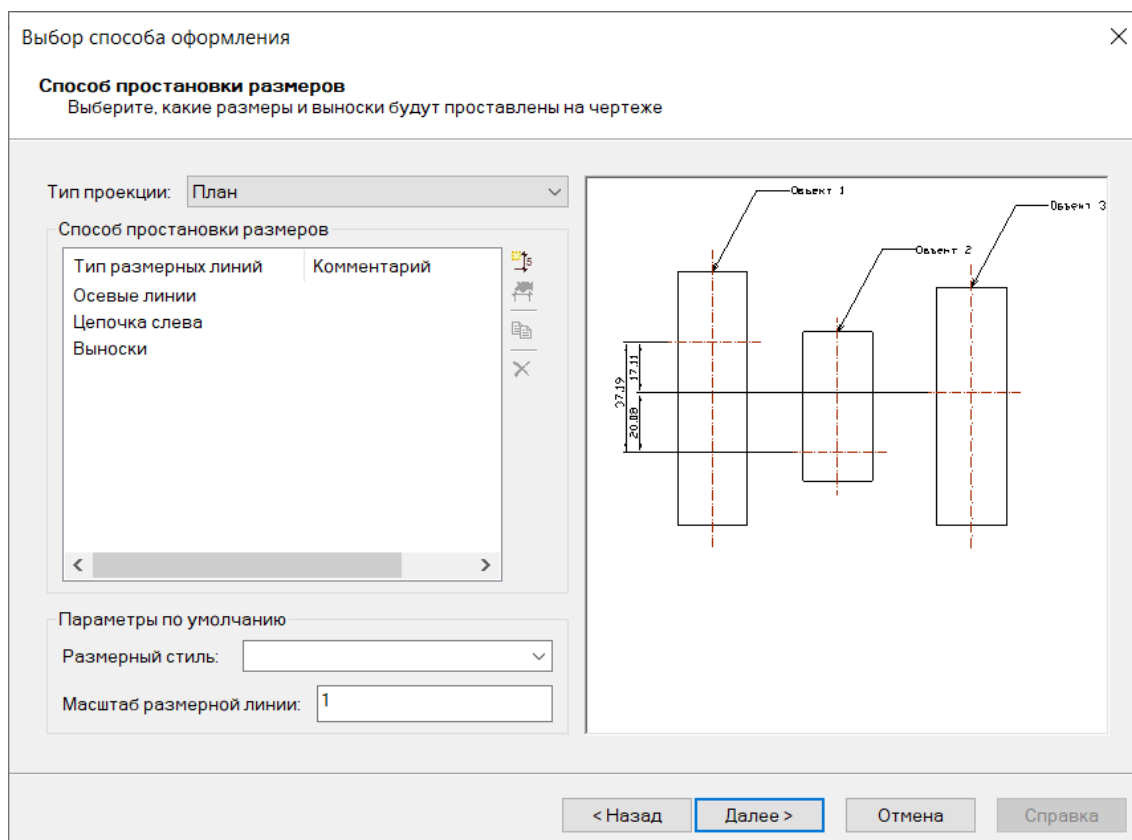 Выбор способа оформления
Способ простановки размеров
Выберите, какие размеры и выноски будут проставлены на чертеже
Тип проекции: План
Способ простановки размеров
Тип размерных линий Комментарий
Осевые линии
Цепочка слева
Выноски
5
Параметры по умолчанию
Размерный стиль:
Масштаб размерной линии: 1
Объект 1
Объект 3
Объект 2
37.19
17.11
20.08
< Назад
Далее >
Отмена
Справка